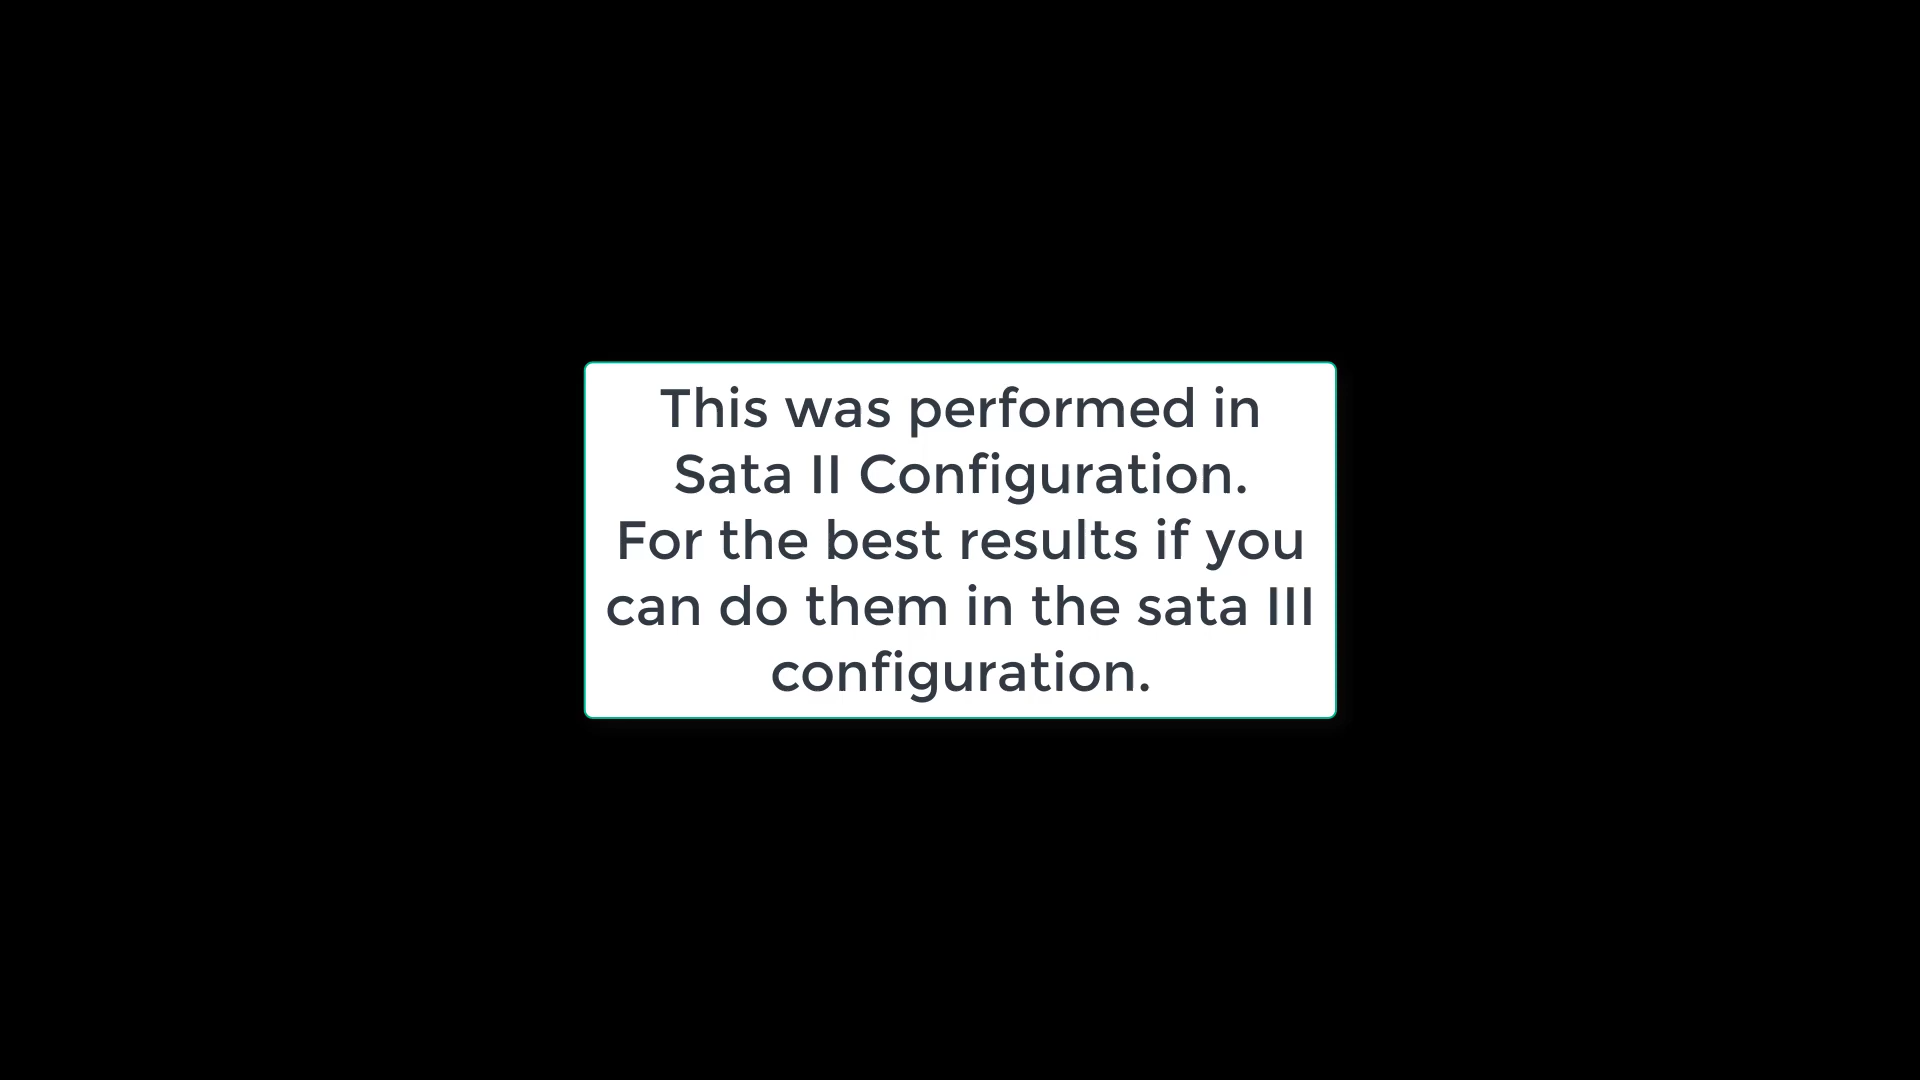 This was performed in
Sata II Configuration.
For the best results if you
can do them in the sata III
configuration.